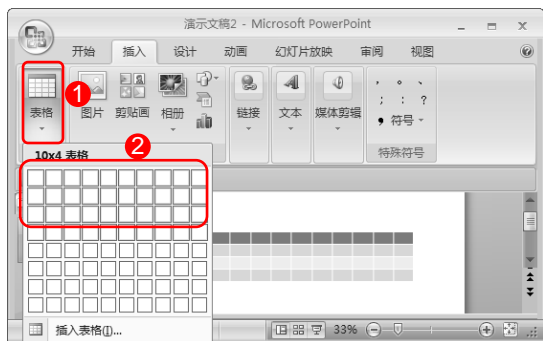 演示文稿2 - Microsoft PowerPoint
开始 插入 设计 动画 幻灯片放映 审阅 视图
表格 图片 剪贴画 相册 链接 文本 媒体剪辑 符号
, 。 、
; : ?
1
特殊符号
10x4 表格
2
插入表格(I)...
33%